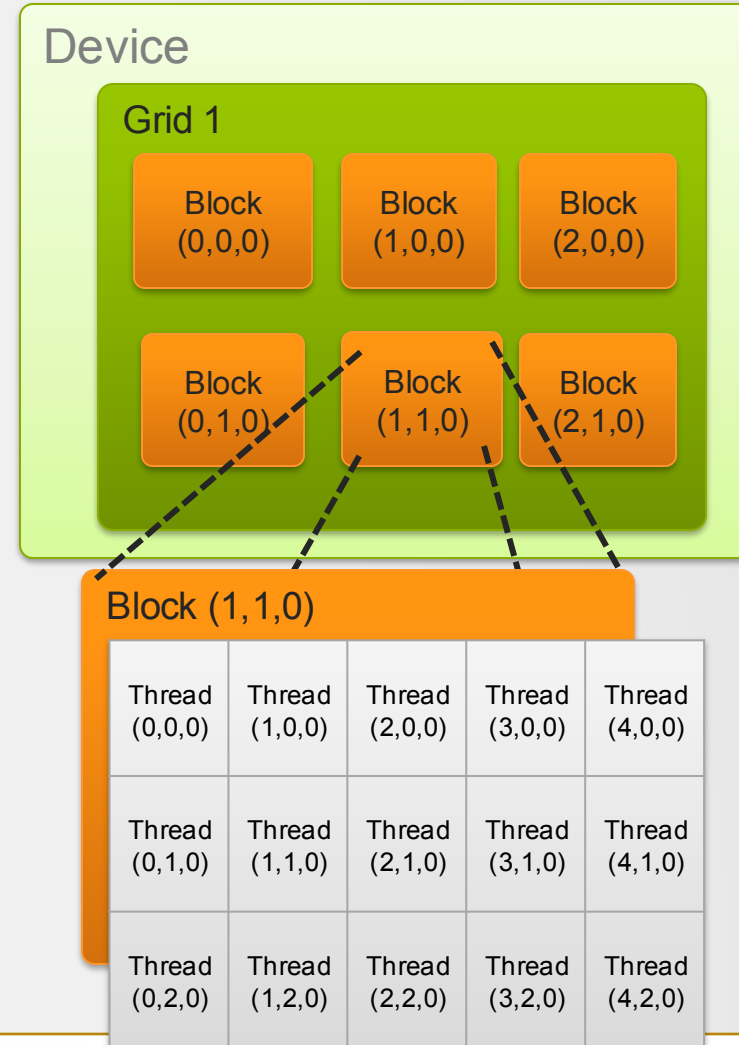 Device
Grid 1
Block Block Block
(0,0,0) (1,0,0) (2,0,0)
Block Block Block
(0,1,0) (1,1,0) (2,1,0)
Block (1,1,0)
Thread Thread Thread Thread Thread
(0,0,0) (1,0,0) (2,0,0) (3,0,0) (4,0,0)
Thread Thread Thread Thread Thread
(0,1,0) (1,1,0) (2,1,0) (3,1,0) (4,1,0)
Thread Thread Thread Thread Thread
(0,2,0) (1,2,0) (2,2,0) (3,2,0) (4,2,0)